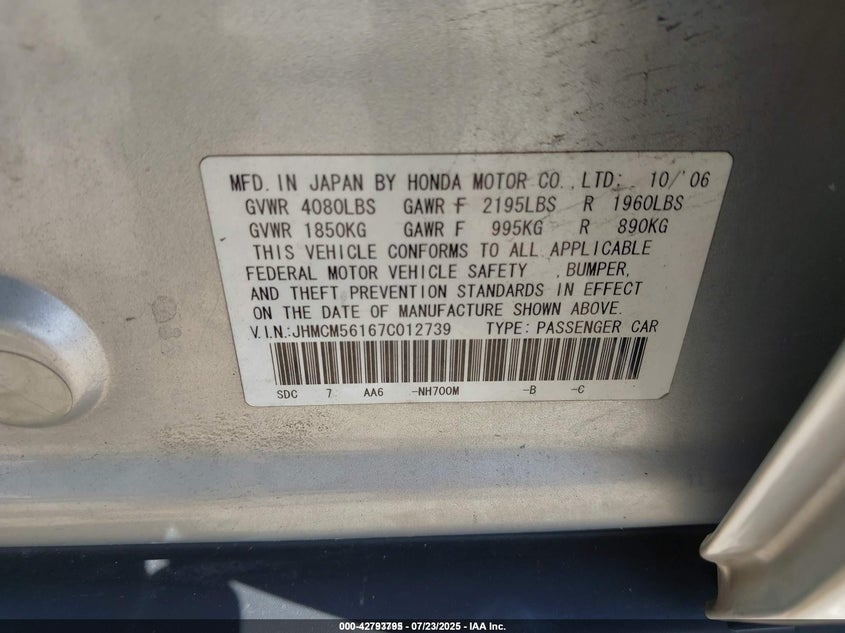 MFD. IN JAPAN BY HONDA MOTOR CO., LTD; 10/'06
GVWR 4080LBS GAWR F 2195LBS R 1960LBS
GVWR 1850KG GAWR F 995KG R 890KG
THIS VEHICLE CONFORMS TO ALL APPLICABLE
FEDERAL MOTOR VEHICLE SAFETY , BUMPER,
AND THEFT PREVENTION STANDARDS IN EFFECT
ON THE DATE OF MANUFACTURE SHOWN ABOVE.
V.I.N.:JHMCM56167C012739 TYPE: PASSENGER CAR
SDC 7 AA6 -NH700M -B -C
000-42793795 / 07/23/2025 - IAA Inc.